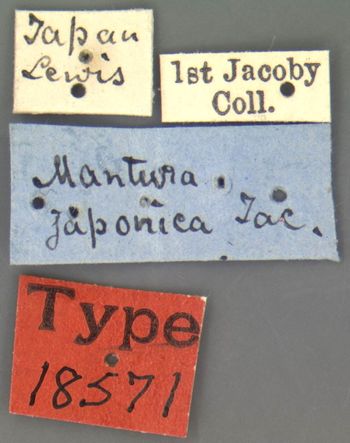 Japan
Lewis
1st Jacoby
Coll.
Mantura
japonica Jac.
Type
18571